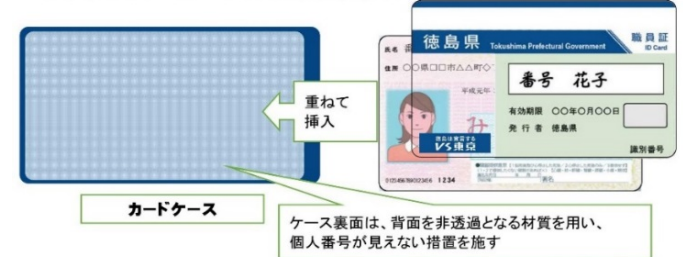 徳島県 Tokushima Prefectural Government
職員証
ID Card
氏名
住所 〇〇県□□市△△町◇
平成元年
番号 花子
有効期限 〇〇年〇月〇〇日
発行者 徳島県
識別番号
VS東京
1234
重ねて
挿入
カードケース
ケース裏面は、背面を非透過となる材質を用い、
個人番号が見えない措置を施す